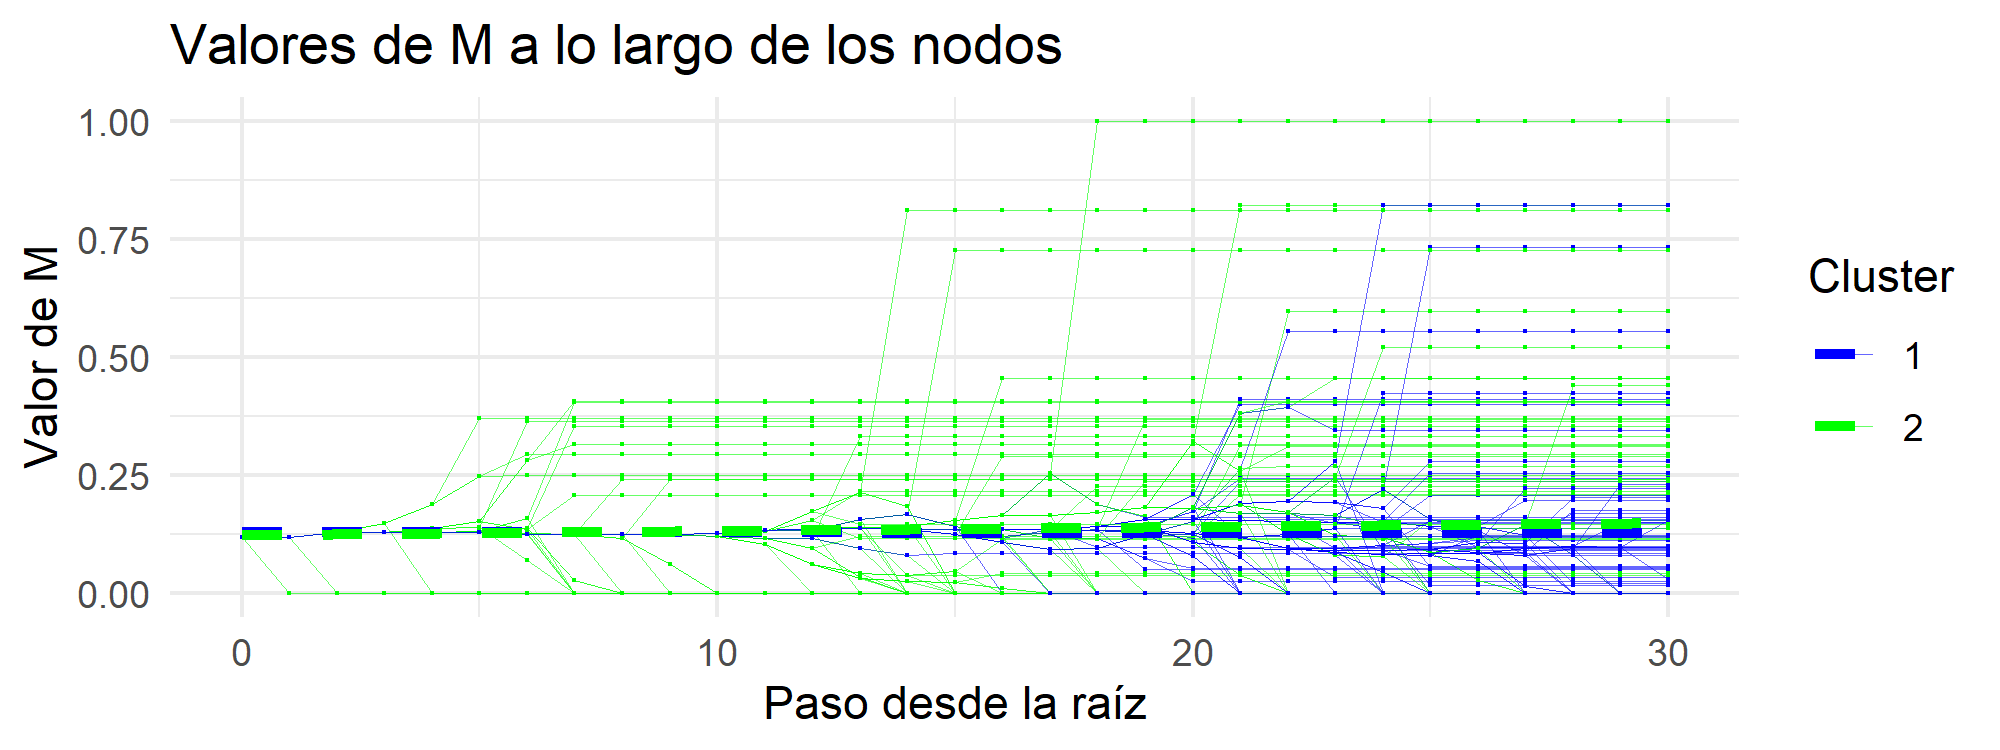 Valores de M a lo largo de los nodos
Valor de M
1.00
0.75
0.50
0.25
0.00
0 10 20 30
Paso desde la raíz
Cluster
1
2